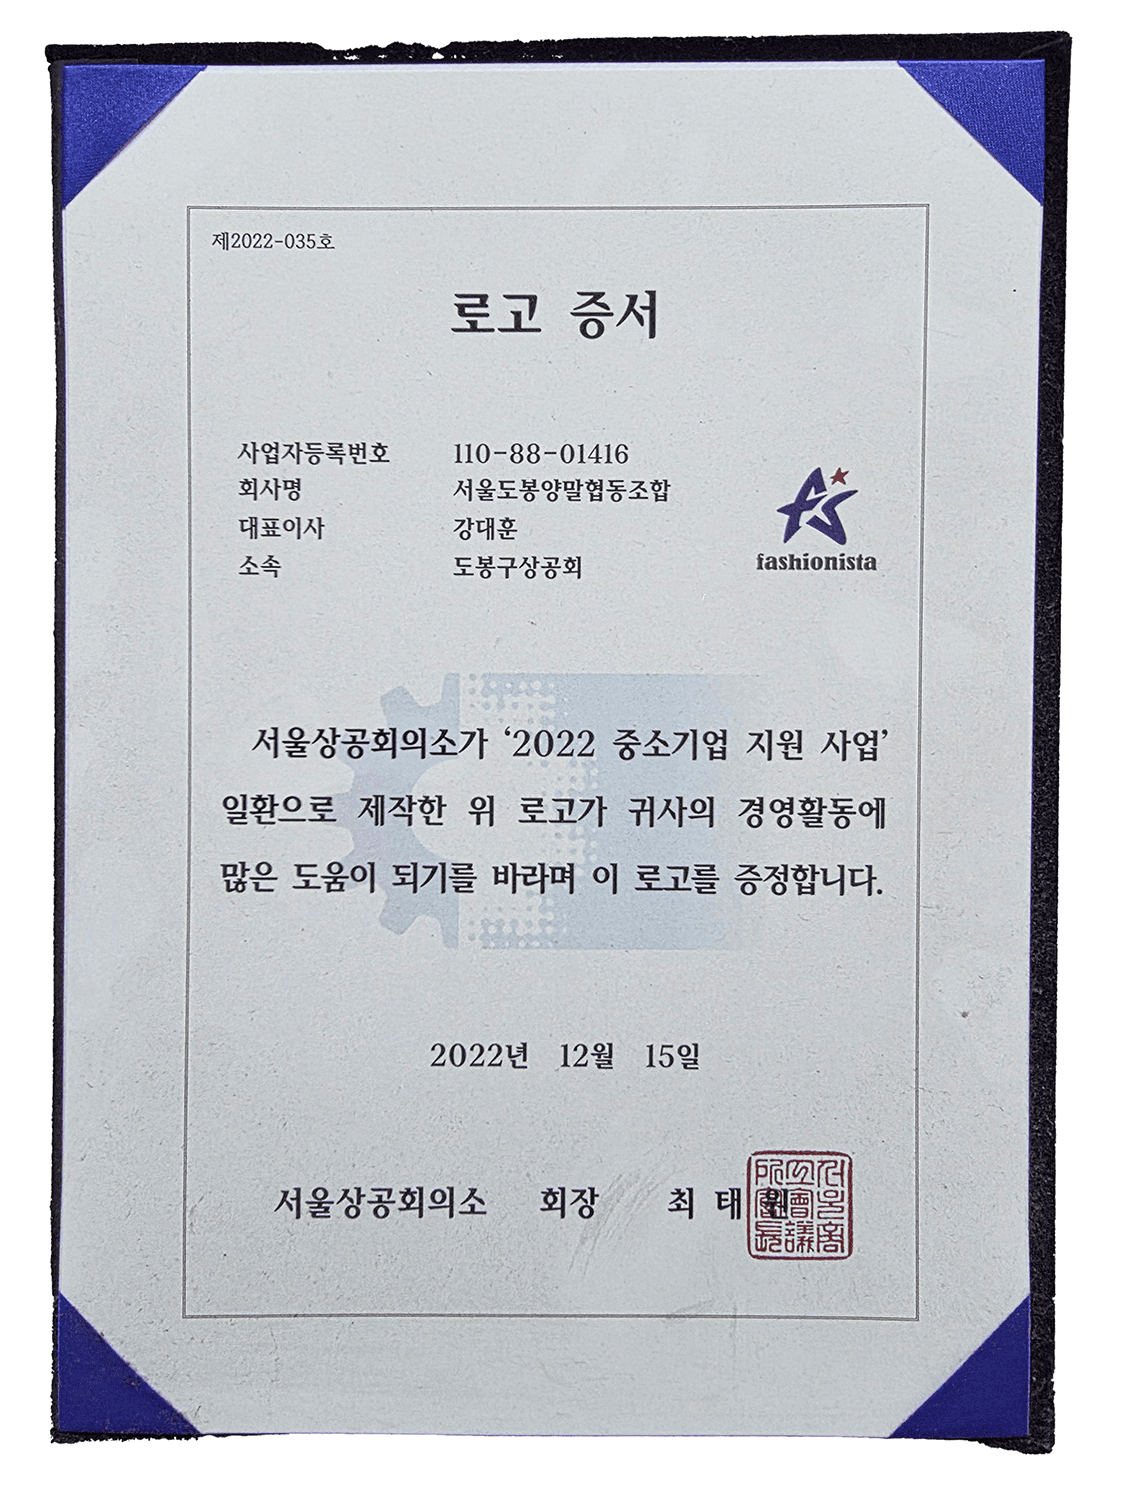 제2022-035호
로고 증서
사업자등록번호 110-88-01416
회사명 서울도봉양말협동조합
대표이사 강대훈
소속 도봉구상공회
fashionista
서울상공회의소가 ‘2022 중소기업 지원 사업’
일환으로 제작한 위 로고가 귀사의 경영활동에
많은 도움이 되기를 바라며 이 로고를 증정합니다.
2022년 12월 15일
서울상공회의소 회장 최태원